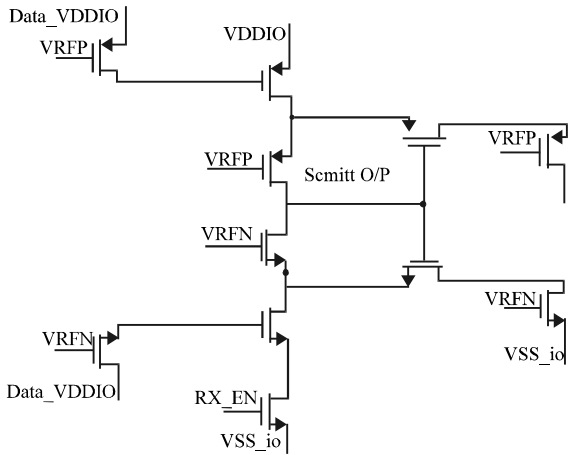 Data_VDDIO
VDDIO
VRFP
VRFP
VRFP
Scmitt O/P
VRFN
VRFN
VRFN
VSS_io
Data_VDDIO
RX_EN
VSS_io